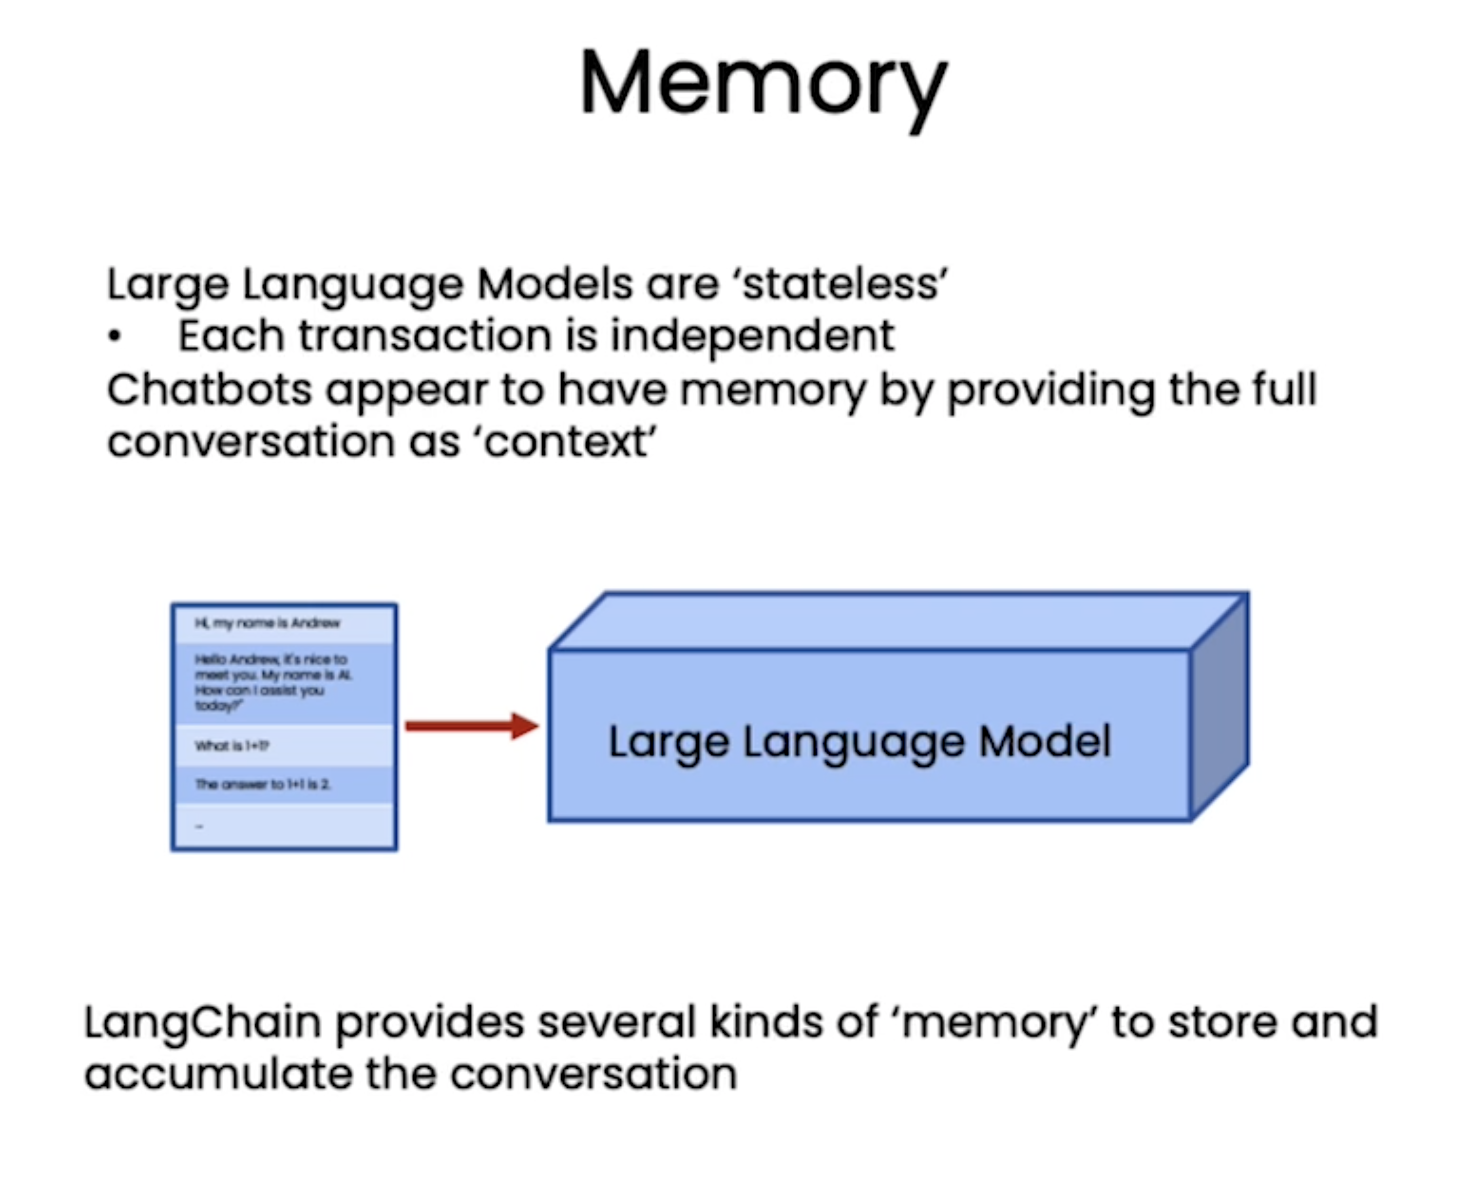 Memory
Large Language Models are ‘stateless’
• Each transaction is independent
Chatbots appear to have memory by providing the full
conversation as ‘context’
Hi, my name is Andrew
Hello Andrew, it's nice to
meet you. My name is AI.
How can I assist you
today?"
What is 1+1?
The answer to 1+1 is 2.
...
Large Language Model
LangChain provides several kinds of ‘memory’ to store and
accumulate the conversation